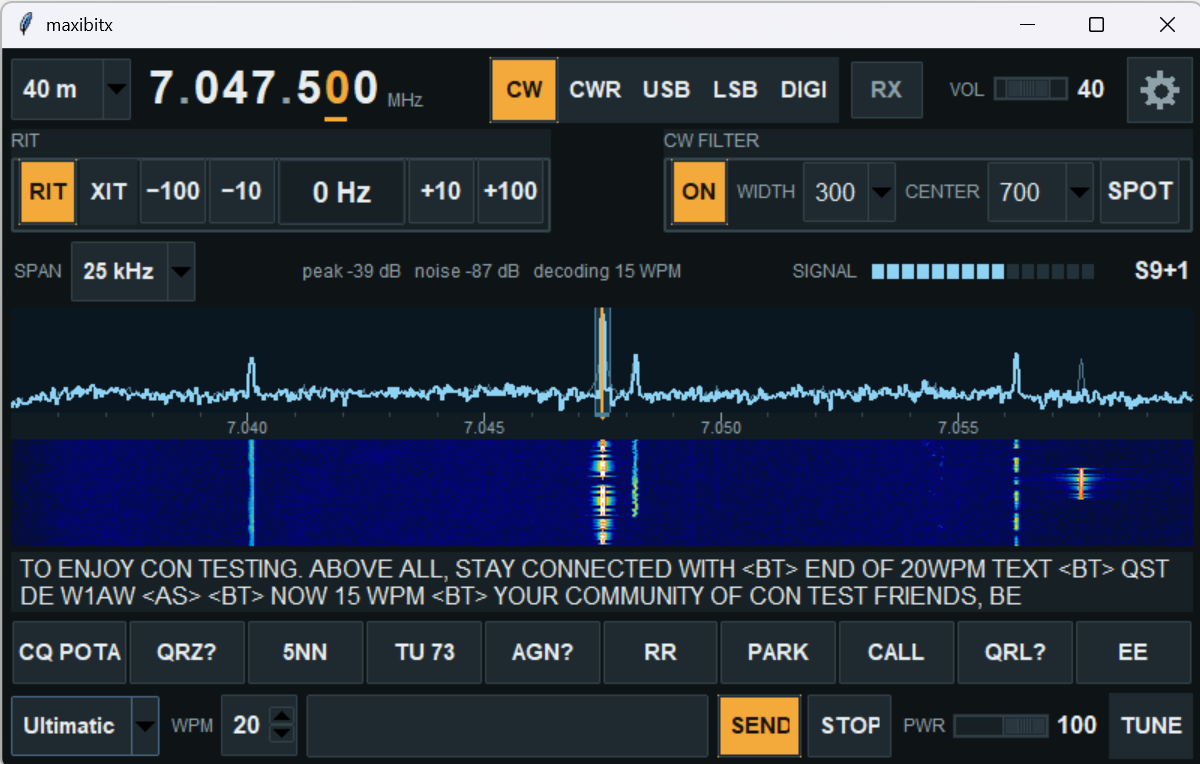 maxibitx
40 m 7.047.500 MHz CW CWR USB LSB DIGI RX VOL 40
RIT CW FILTER
RIT XIT −100 −10 0 Hz +10 +100 ON WIDTH 300 CENTER 700 SPOT
SPAN 25 kHz peak -39 dB noise -87 dB decoding 15 WPM SIGNAL S9+1
7.040 7.045 7.050 7.055
TO ENJOY CON TESTING. ABOVE ALL, STAY CONNECTED WITH <BT> END OF 20WPM TEXT <BT> QST
DE W1AW <AS> <BT> NOW 15 WPM <BT> YOUR COMMUNITY OF CON TEST FRIENDS, BE
CQ POTA QRZ? 5NN TU 73 AGN? RR PARK CALL QRL? EE
Ultimatic WPM 20 SEND STOP PWR 100 TUNE